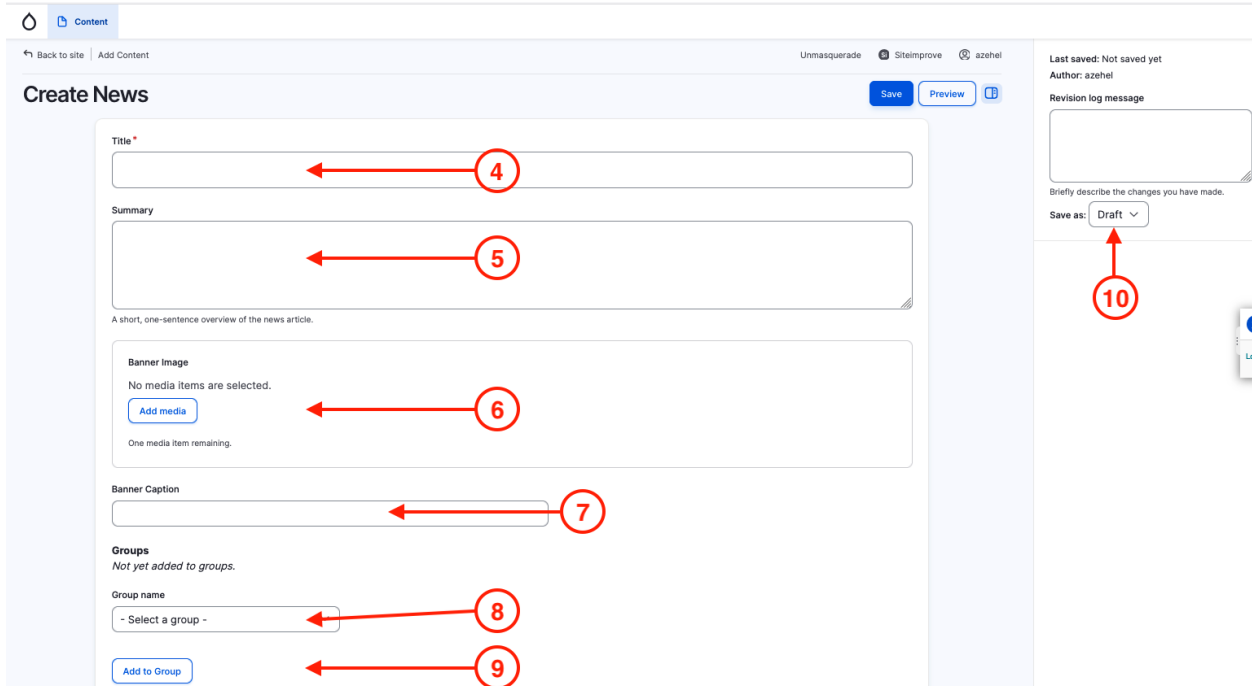 Content
Back to site | Add Content
Unmasquerade Siteimprove azehel
Create News
Save Preview
Title*
4
Summary
5
A short, one-sentence overview of the news article.
Banner Image
No media items are selected.
Add media
6
One media item remaining.
Banner Caption
7
Groups
Not yet added to groups.
Group name
- Select a group -
8
Add to Group
9
Last saved: Not saved yet
Author: azehel
Revision log message
Briefly describe the changes you have made.
Save as: Draft
10